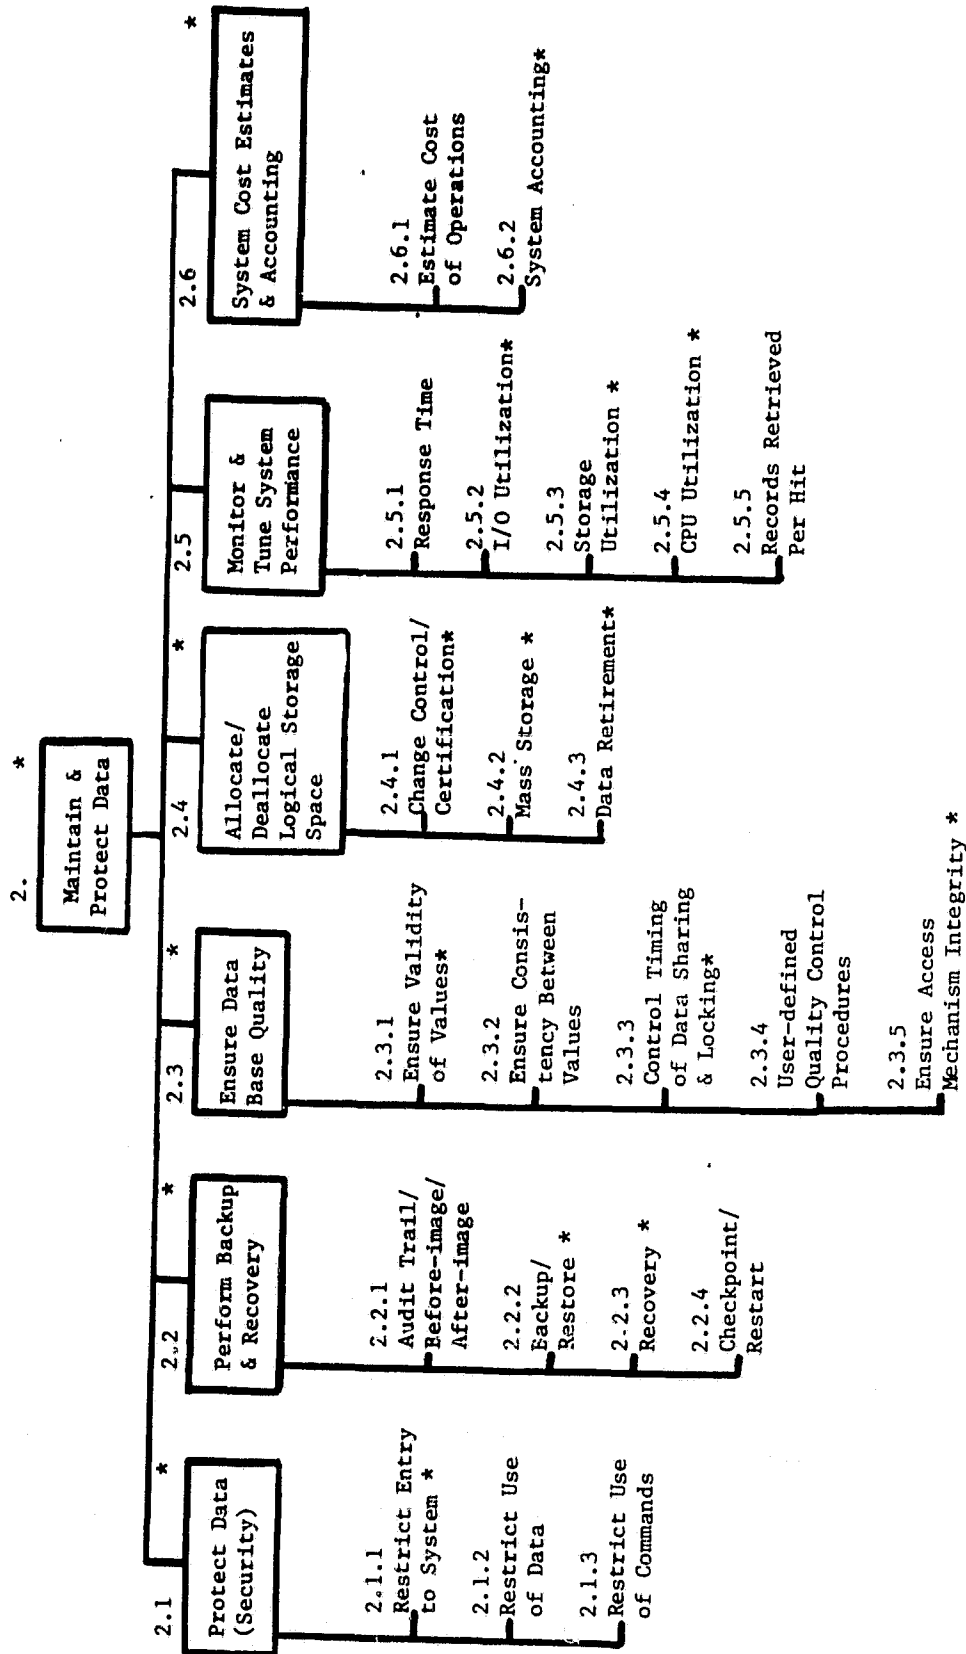 2. *
Maintain &
Protect Data
2.1 *
Protect Data
(Security)
2.1.1
Restrict Entry
to System *
2.1.2
Restrict Use
of Data
2.1.3
Restrict Use
of Commands
2.2 *
Perform Backup
& Recovery
2.2.1
Audit Trail/
Before-image/
After-image
2.2.2
Backup/
Restore *
2.2.3
Recovery *
2.2.4
Checkpoint/
Restart
2.3 *
Ensure Data
Base Quality
2.3.1
Ensure Validity
of Values*
2.3.2
Ensure Consis-
tency Between
Values
2.3.3
Control Timing
of Data Sharing
& Locking*
2.3.4
User-defined
Quality Control
Procedures
2.3.5
Ensure Access
Mechanism Integrity *
2.4 *
Allocate/
Deallocate
Logical Storage
Space
2.4.1
Change Control/
Certification*
2.4.2
Mass Storage *
2.4.3
Data Retirement*
2.5
Monitor &
Tune System
Performance
2.5.1
Response Time
2.5.2
I/O Utilization*
2.5.3
Storage
Utilization *
2.5.4
CPU Utilization *
2.5.5
Records Retrieved
Per Hit
2.6 *
System Cost Estimates
& Accounting
2.6.1
Estimate Cost
of Operations
2.6.2
System Accounting*